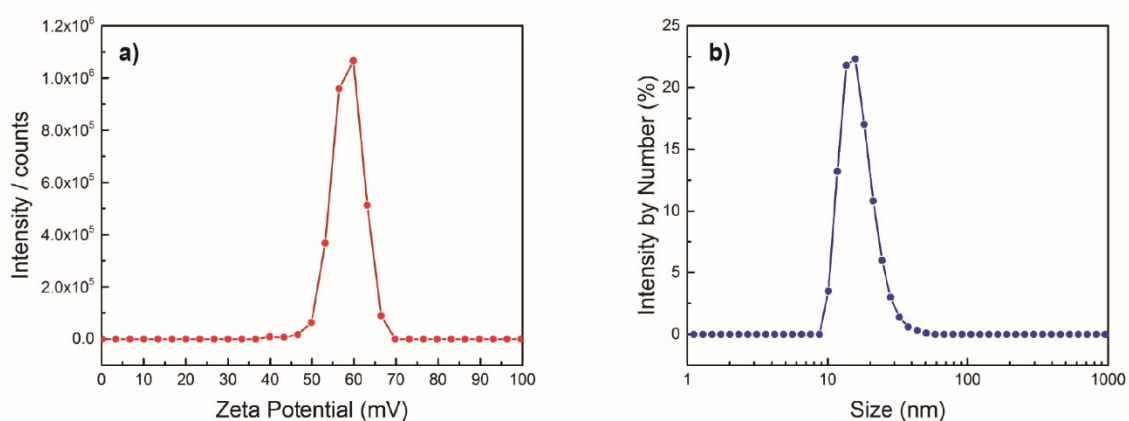 a)
Intensity / counts
1.2x10⁶
1.0x10⁶
8.0x10⁵
6.0x10⁵
4.0x10⁵
2.0x10⁵
0.0
0 10 20 30 40 50 60 70 80 90 100
Zeta Potential (mV)
b)
Intensity by Number (%)
25
20
15
10
5
0
1 10 100 1000
Size (nm)